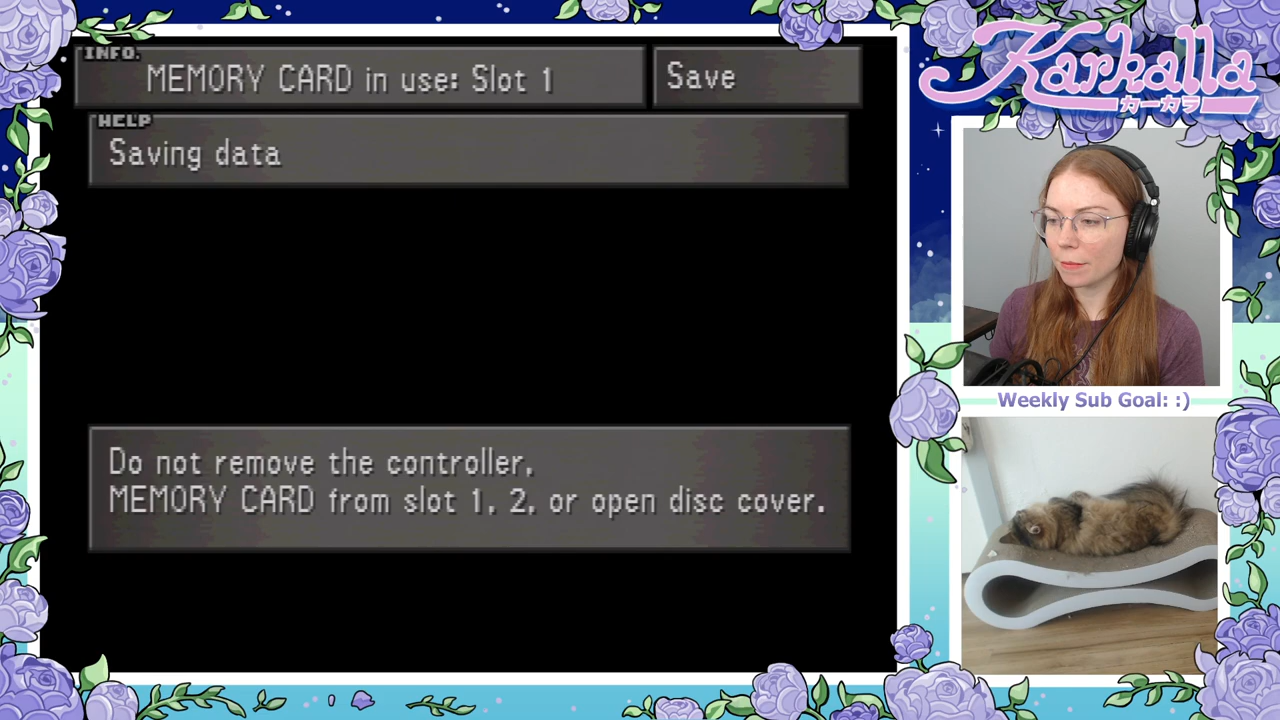 INFO.
MEMORY CARD in use: Slot 1
Save
HELP
Saving data
Do not remove the controller,
MEMORY CARD from slot 1, 2, or open disc cover.
Karkalla
カーカラ
Weekly Sub Goal: :)